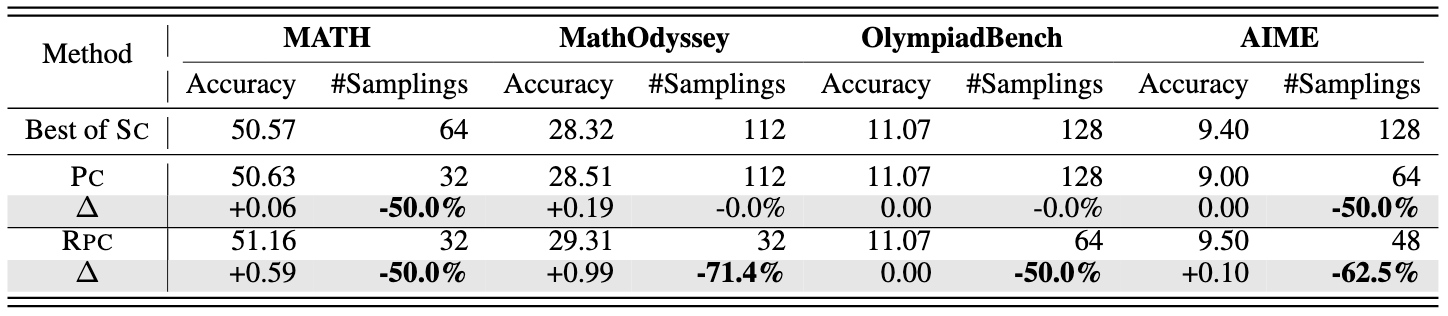 Method MATH MathOdyssey OlympiadBench AIME
Accuracy #Samplings Accuracy #Samplings Accuracy #Samplings Accuracy #Samplings
Best of SC 50.57 64 28.32 112 11.07 128 9.40 128
PC 50.63 32 28.51 112 11.07 128 9.00 64
Δ +0.06 -50.0% +0.19 -0.0% 0.00 -0.0% 0.00 -50.0%
RPC 51.16 32 29.31 32 11.07 64 9.50 48
Δ +0.59 -50.0% +0.99 -71.4% 0.00 -50.0% +0.10 -62.5%